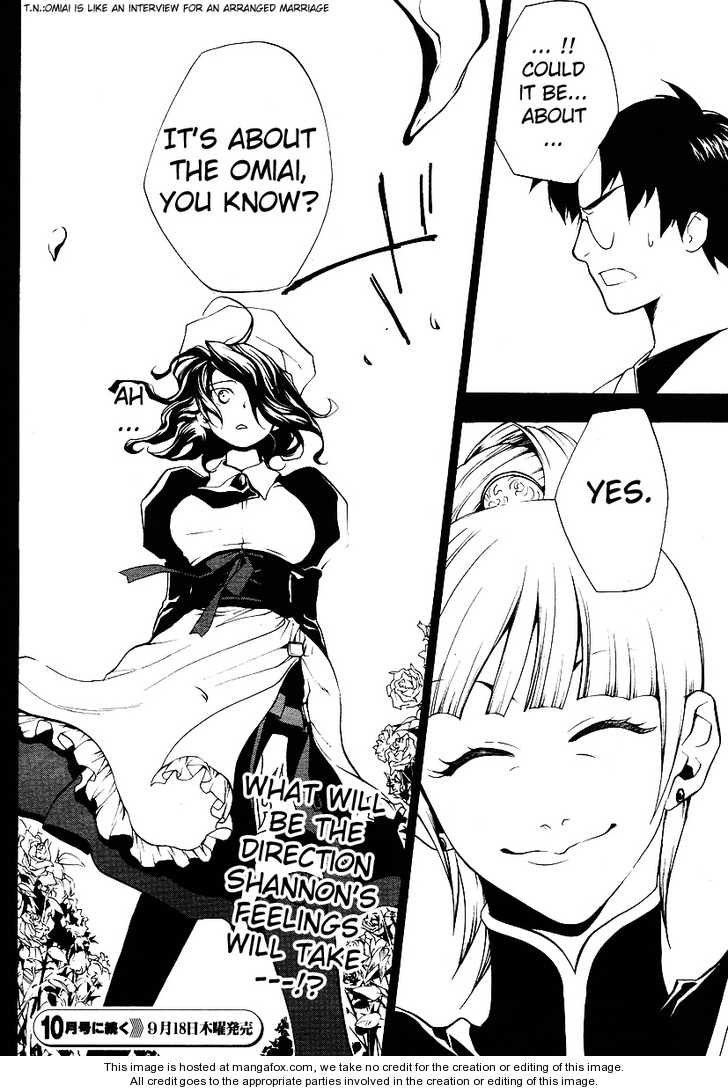 T.N.:OMIAI IS LIKE AN INTERVIEW FOR AN ARRANGED MARRIAGE
... !!
COULD
IT BE...
ABOUT
...
YES.
IT'S ABOUT
THE OMIAI,
YOU KNOW?
AH
...
WHAT WILL
BE THE
DIRECTION
SHANNON'S
FEELINGS
WILL TAKE
---!?
10月号に続く 9月18日木曜発売
This image is hosted at mangafox.com, we take no credit for the creation or editing of this image.
All credit goes to the appropriate parties involved in the creation or editing of this image.